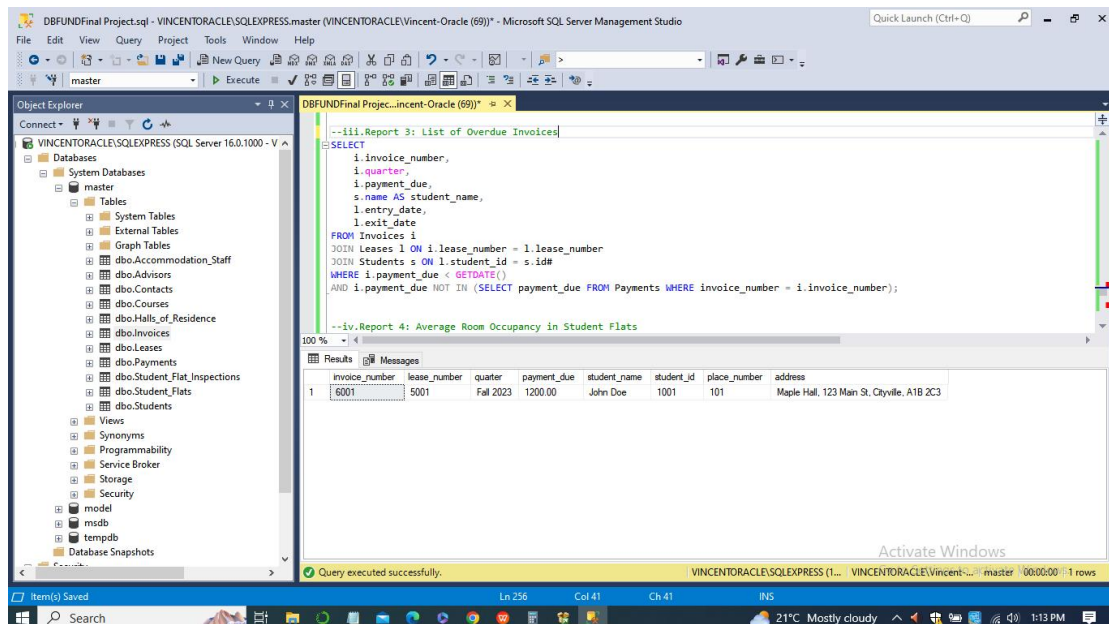 DBFUNDFinal Project.sql - VINCENTORACLE\SQLEXPRESS.master (VINCENTORACLE\Vincent-Oracle (69))* - Microsoft SQL Server Management Studio
Quick Launch (Ctrl+Q)
File Edit View Query Project Tools Window Help
New Query
master
Execute
Object Explorer
DBFUNDFinal Projec...incent-Oracle (69))*
Connect
VINCENTORACLE\SQLEXPRESS (SQL Server 16.0.1000 - V
Databases
System Databases
master
Tables
System Tables
External Tables
Graph Tables
dbo.Accommodation_Staff
dbo.Advisors
dbo.Contacts
dbo.Courses
dbo.Halls_of_Residence
dbo.Invoices
dbo.Leases
dbo.Payments
dbo.Student_Flat_Inspections
dbo.Student_Flats
dbo.Students
Views
Synonyms
Programmability
Service Broker
Storage
Security
model
msdb
tempdb
Database Snapshots
--iii.Report 3: List of Overdue Invoices
SELECT
i.invoice_number,
i.quarter,
i.payment_due,
s.name AS student_name,
l.entry_date,
l.exit_date
FROM Invoices i
JOIN Leases l ON i.lease_number = l.lease_number
JOIN Students s ON l.student_id = s.id#
WHERE i.payment_due < GETDATE()
AND i.payment_due NOT IN (SELECT payment_due FROM Payments WHERE invoice_number = i.invoice_number);
--iv.Report 4: Average Room Occupancy in Student Flats
100 %
Results Messages
invoice_number lease_number quarter payment_due student_name student_id place_number address
1 6001 5001 Fall 2023 1200.00 John Doe 1001 101 Maple Hall, 123 Main St, Cityville, A1B 2C3
Activate Windows
Query executed successfully.
VINCENTORACLE\SQLEXPRESS (1... VINCENTORACLE\Vincent-... master 00:00:00 1 rows
Item(s) Saved Ln 256 Col 41 Ch 41 INS
Search
21°C Mostly cloudy
1:13 PM